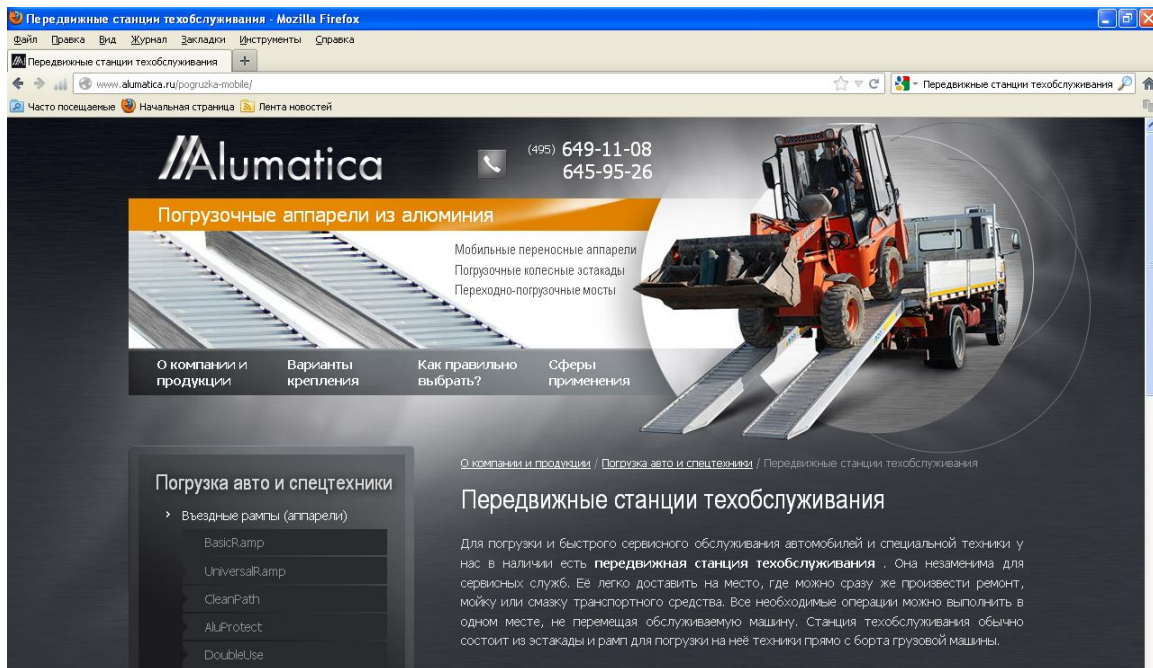 Передвижные станции техобслуживания - Mozilla Firefox
Файл Правка Вид Журнал Закладки Инструменты Справка
Передвижные станции техобслуживания +
www.alumatica.ru/pogruzka-mobile/ Передвижные станции техобслуживания
Часто посещаемые Начальная страница Лента новостей
Alumatica
(495) 649-11-08
645-95-26
Погрузочные аппарели из алюминия
Мобильные переносные аппарели
Погрузочные колесные эстакады
Переходно-погрузочные мосты
О компании и продукции
Варианты крепления
Как правильно выбрать?
Сферы применения
О компании и продукции / Погрузка авто и спецтехники / Передвижные станции техобслуживания
Погрузка авто и спецтехники
Въездные рампы (аппарели)
BasicRamp
UniversalRamp
CleanPath
AluProtect
DoubleUse
Передвижные станции техобслуживания
Для погрузки и быстрого сервисного обслуживания автомобилей и специальной техники у
нас в наличии есть передвижная станция техобслуживания . Она незаменима для
сервисных служб. Её легко доставить на место, где можно сразу же произвести ремонт,
мойку или смазку транспортного средства. Все необходимые операции можно выполнить в
одном месте, не перемещая обслуживаемую машину. Станция техобслуживания обычно
состоит из эстакады и рамп для погрузки на неё техники прямо с борта грузовой машины.